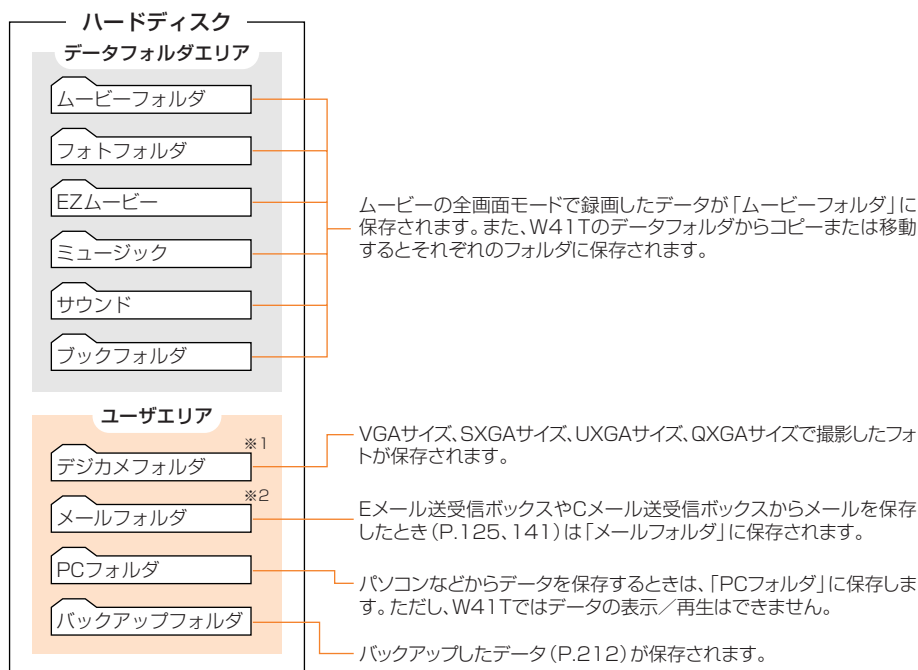 ハードディスク
データフォルダエリア
ムービーフォルダ
フォトフォルダ
EZムービー
ミュージック
サウンド
ブックフォルダ
ムービーの全画面モードで録画したデータが「ムービーフォルダ」に
保存されます。また、W41Tのデータフォルダからコピーまたは移動
するとそれぞれのフォルダに保存されます。
ユーザエリア
※1
デジカメフォルダ
VGAサイズ、SXGAサイズ、UXGAサイズ、QXGAサイズで撮影したフォ
トが保存されます。
※2
メールフォルダ
Eメール送受信ボックスやCメール送受信ボックスからメールを保存
したとき(P.125、141)は「メールフォルダ」に保存されます。
PCフォルダ
パソコンなどからデータを保存するときは、「PCフォルダ」に保存しま
す。ただし、W41Tではデータの表示/再生はできません。
バックアップフォルダ
バックアップしたデータ(P.212)が保存されます。